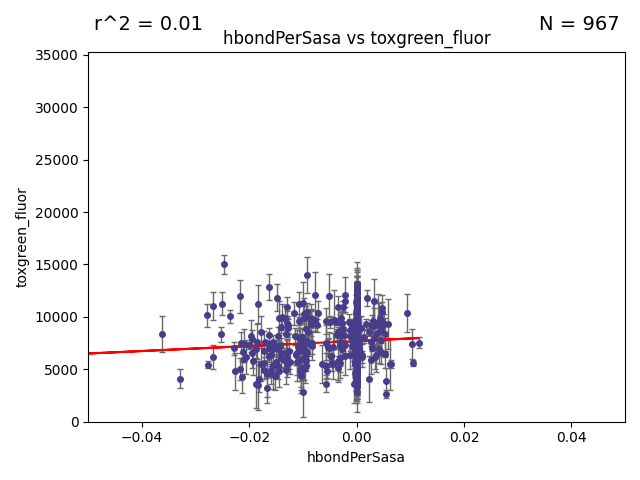 r^2 = 0.01
N = 967
hbondPerSasa vs toxgreen_fluor
35000
30000
25000
20000
15000
10000
5000
0
toxgreen_fluor
−0.04
−0.02
0.00
0.02
0.04
hbondPerSasa